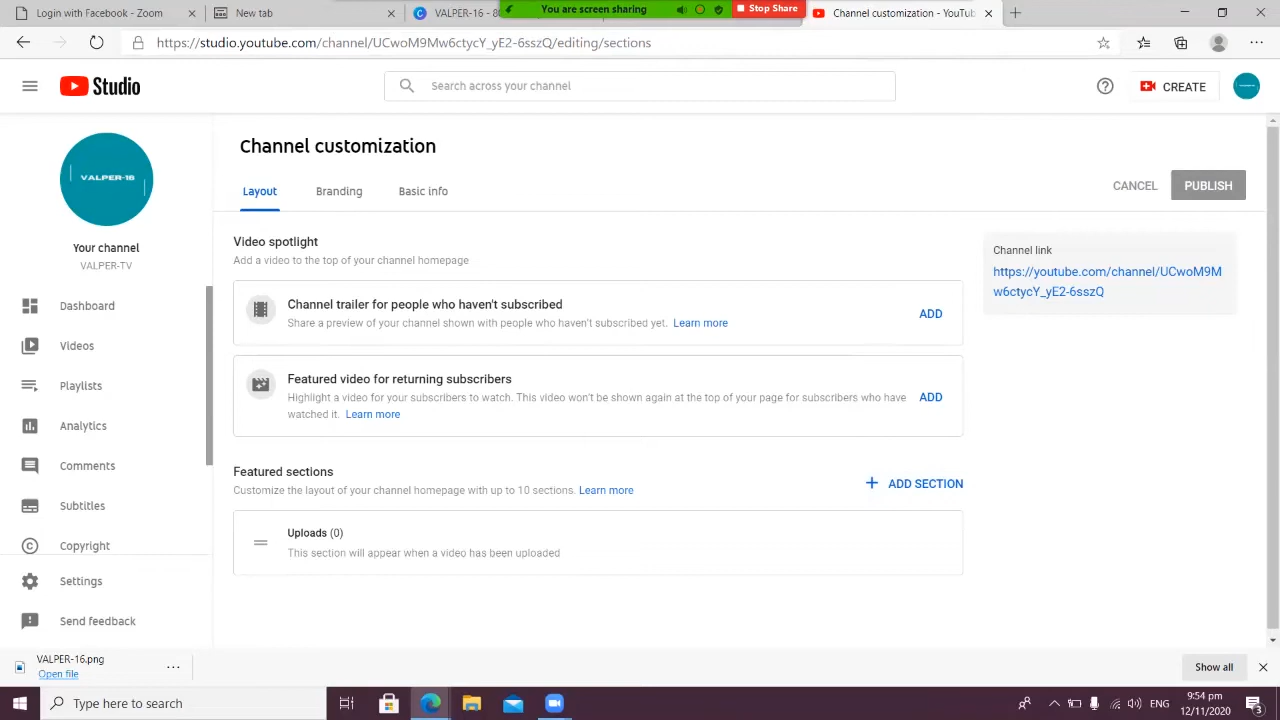 Login with Facebook - Zoom
New tab
VALPER-16 - 80
You are screen sharing
Stop Share
Customization - YouTu
https://studio.youtube.com/channel/UCwoM9Mw6ctycY_yE2-6sszQ/editing/sections
Studio
Search across your channel
CREATE
VALPER-16
Your channel
VALPER-TV
Dashboard
Videos
Playlists
Analytics
Comments
Subtitles
Copyright
Settings
Send feedback
Channel customization
Layout
Branding
Basic info
CANCEL
PUBLISH
Video spotlight
Add a video to the top of your channel homepage
Channel trailer for people who haven't subscribed
Share a preview of your channel shown with people who haven't subscribed yet. Learn more
ADD
Featured video for returning subscribers
Highlight a video for your subscribers to watch. This video won't be shown again at the top of your page for subscribers who have
watched it. Learn more
ADD
Featured sections
Customize the layout of your channel homepage with up to 10 sections. Learn more
+ ADD SECTION
Uploads (0)
This section will appear when a video has been uploaded
Channel link
https://youtube.com/channel/UCwoM9M
w6ctycY_yE2-6sszQ
VALPER-16.png
Open file
Show all
Type here to search
ENG
9:54 pm
12/11/2020
3